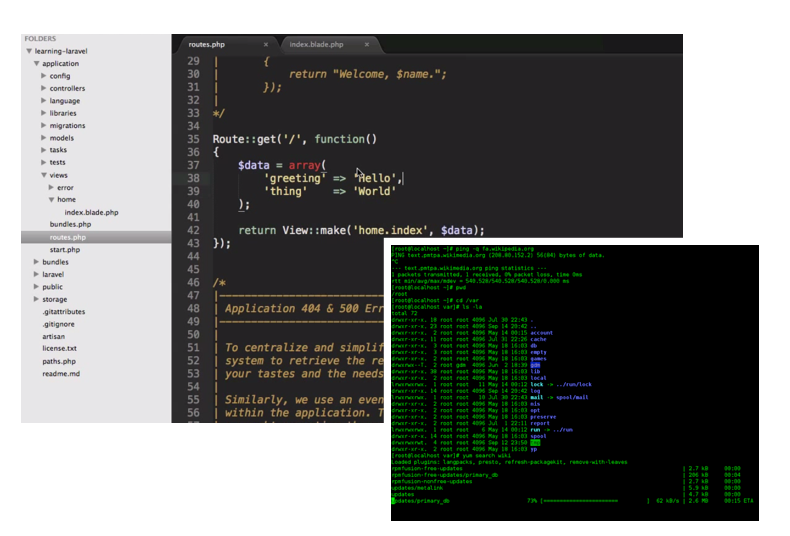 FOLDERS
learning-laravel
application
config
controllers
language
libraries
migrations
models
tasks
tests
views
error
home
index.blade.php
bundles.php
routes.php
start.php
bundles
laravel
public
storage
.gitattributes
.gitignore
artisan
license.txt
paths.php
readme.md
routes.php × index.blade.php ×
29 | {
30 | return "Welcome, $name.";
31 | });
32 |
33 */
34
35 Route::get('/', function()
36 {
37 $data = array(
38 'greeting' => 'Hello',
39 'thing' => 'World'
40 );
41
42 return View::make('home.index', $data);
43 });
44
45
46 /*
47 |
48 | Application 404 & 500 Err
49 |
50 |
51 | To centralize and simplif
52 | system to retrieve the re
53 | your tastes and the needs
54 |
55 | Similarly, we use an even
56 | within the application. T
[root@localhost ~]# ping -q fa.wikipedia.org
PING text.pmtpa.wikimedia.org (208.80.152.2) 56(84) bytes of data.
^C
--- text.pmtpa.wikimedia.org ping statistics ---
1 packets transmitted, 1 received, 0% packet loss, time 0ms
rtt min/avg/max/mdev = 540.528/540.528/540.528/0.000 ms
[root@localhost ~]# pwd
/root
[root@localhost ~]# cd /var
[root@localhost var]# ls -la
total 72
drwxr-xr-x. 18 root root 4096 Jul 30 22:43 .
drwxr-xr-x. 23 root root 4096 Sep 14 20:42 ..
drwxr-xr-x. 2 root root 4096 May 14 00:15 account
drwxr-xr-x. 11 root root 4096 Jul 31 22:26 cache
drwxr-xr-x. 3 root root 4096 May 18 16:03 db
drwxr-xr-x. 3 root root 4096 May 18 16:03 empty
drwxr-xr-x. 2 root root 4096 May 18 16:03 games
drwxrwx--T. 2 root gdm 4096 Jun 2 18:39 gdm
drwxr-xr-x. 38 root root 4096 May 18 16:03 lib
drwxr-xr-x. 2 root root 4096 May 18 16:03 local
lrwxrwxrwx. 1 root root 11 May 14 00:12 lock -> ../run/lock
drwxr-xr-x. 14 root root 4096 Sep 14 20:42 log
lrwxrwxrwx. 1 root root 10 Jul 30 22:43 mail -> spool/mail
drwxr-xr-x. 2 root root 4096 May 18 16:03 nis
drwxr-xr-x. 2 root root 4096 May 18 16:03 opt
drwxr-xr-x. 2 root root 4096 May 18 16:03 preserve
drwxr-xr-x. 2 root root 4096 Jul 1 22:11 report
lrwxrwxrwx. 1 root root 6 May 14 00:12 run -> ../run
drwxr-xr-x. 14 root root 4096 May 18 16:03 spool
drwxrwxrwt. 4 root root 4096 Sep 12 23:50 tmp
drwxr-xr-x. 2 root root 4096 May 18 16:03 yp
[root@localhost var]# yum search wiki
Loaded plugins: langpacks, presto, refresh-packagekit, remove-with-leaves
rpmfusion-free-updates | 2.7 kB 00:00
rpmfusion-free-updates/primary_db | 206 kB 00:04
rpmfusion-nonfree-updates | 2.7 kB 00:00
updates/metalink | 5.9 kB 00:00
updates | 4.7 kB 00:00
updates/primary_db 73% [======================= ] 62 kB/s | 2.6 MB 00:15 ETA